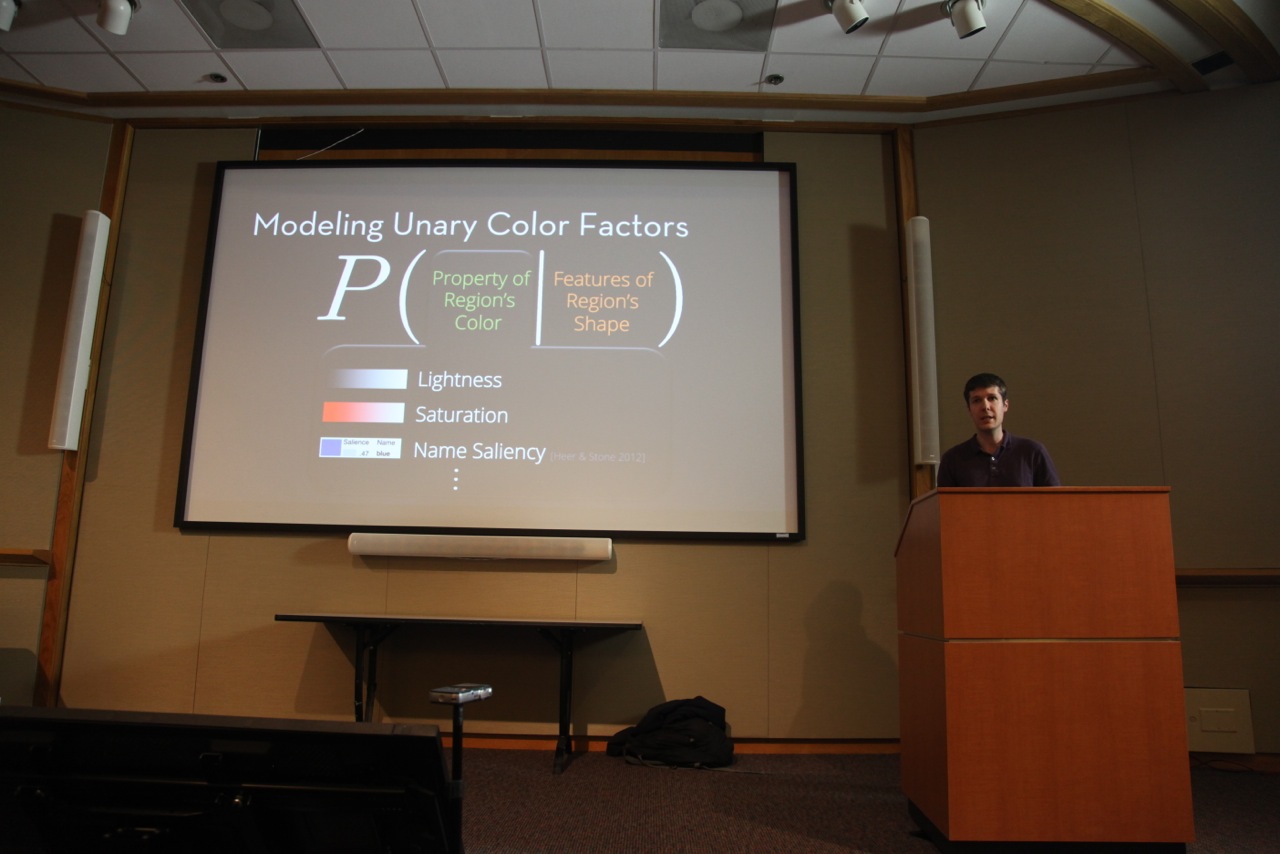 Modeling Unary Color Factors
P ( Property of Region's Color | Features of Region's Shape )
Lightness
Saturation
Salience Name
.47 blue
Name Saliency [Heer & Stone 2012]